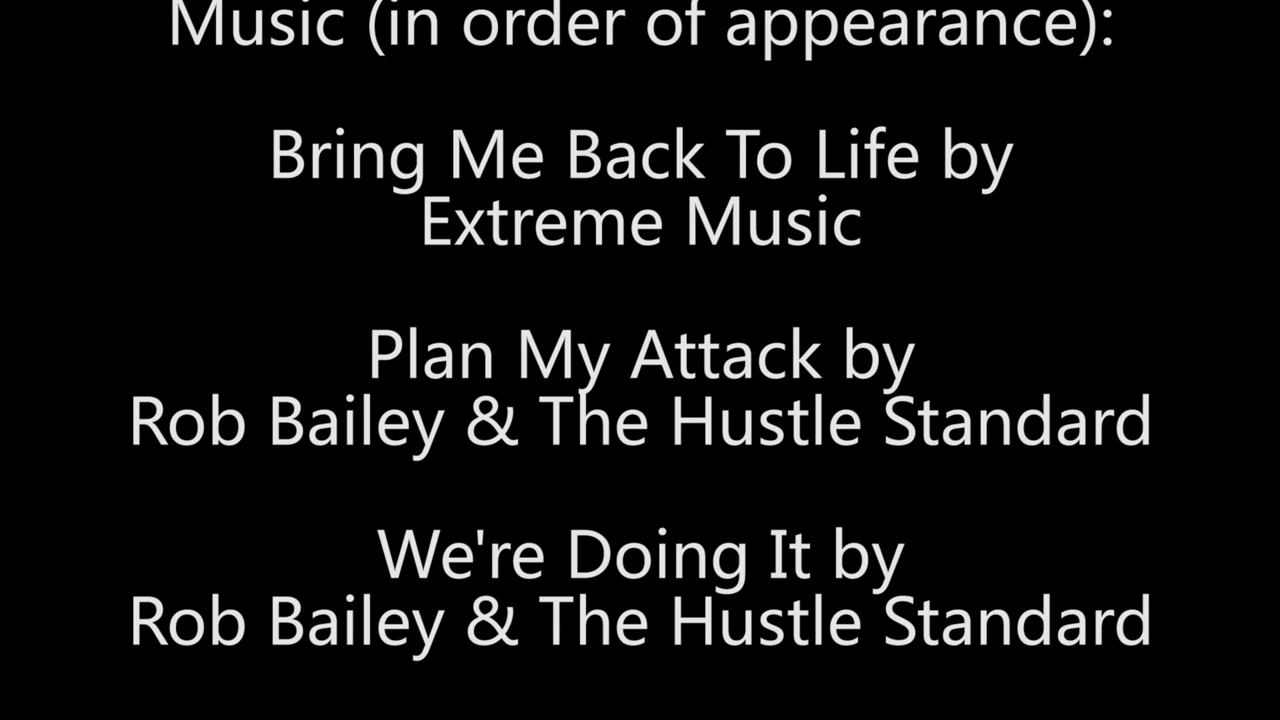 Music (in order of appearance):
Bring Me Back To Life by
Extreme Music
Plan My Attack by
Rob Bailey & The Hustle Standard
We're Doing It by
Rob Bailey & The Hustle Standard